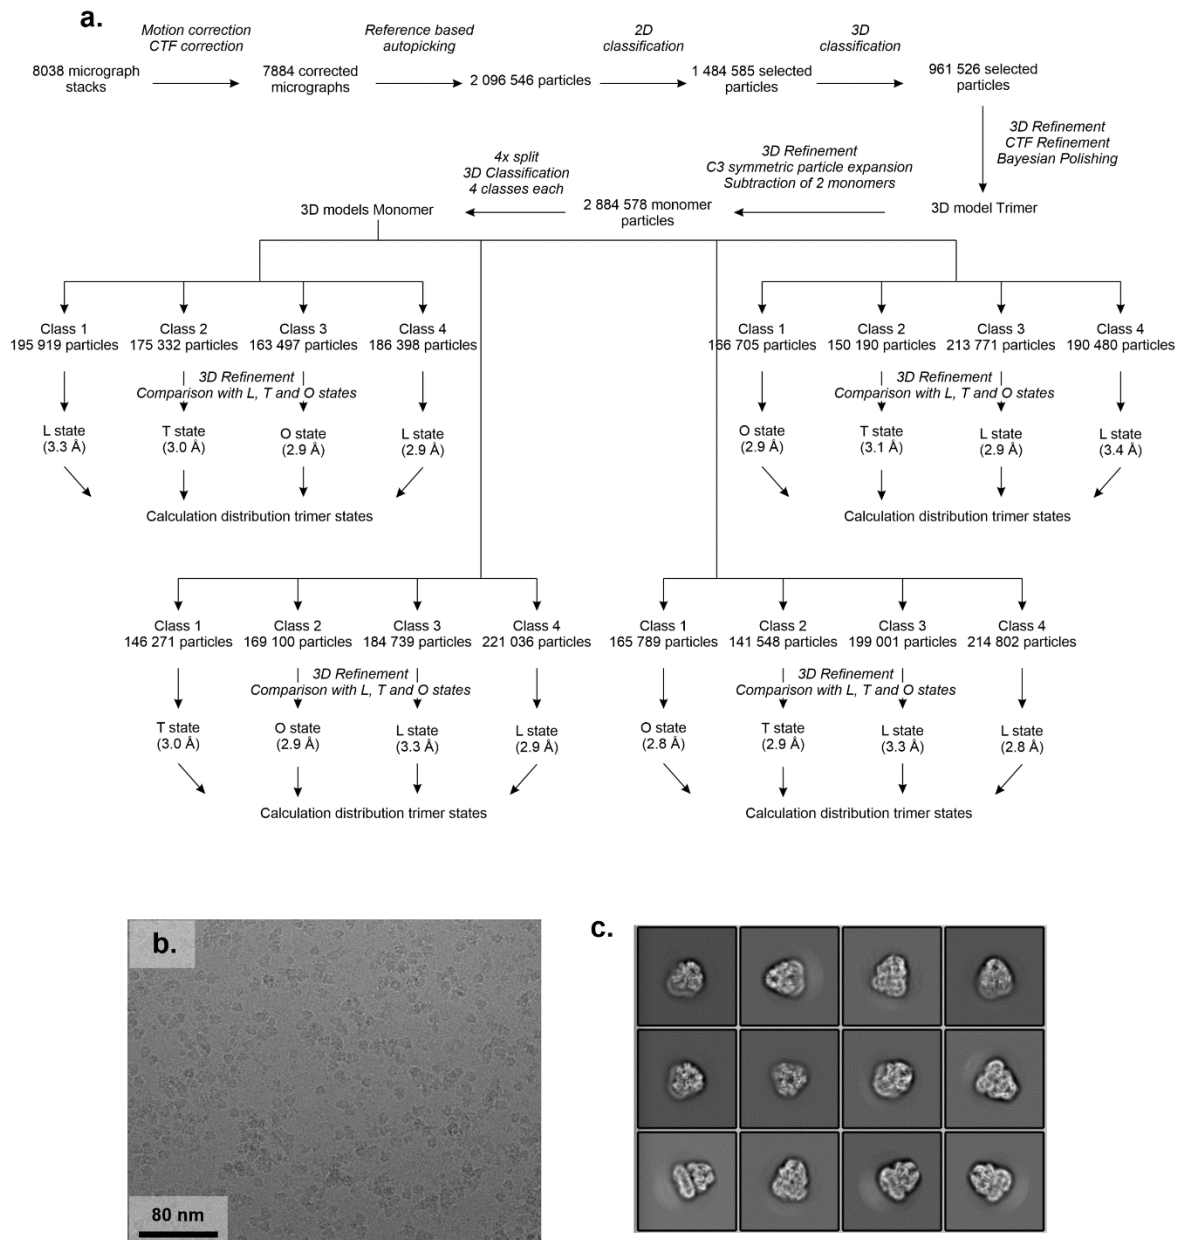 a.
Motion correction
CTF correction
Reference based
autopicking
2D
classification
3D
classification
8038 micrograph
stacks
7884 corrected
micrographs
2 096 546 particles
1 484 585 selected
particles
961 526 selected
particles
3D Refinement
CTF Refinement
Bayesian Polishing
4x split
3D Classification
4 classes each
3D Refinement
C3 symmetric particle expansion
Subtraction of 2 monomers
3D models Monomer
2 884 578 monomer
particles
3D model Trimer
Class 1
195 919 particles
Class 2
175 332 particles
Class 3
163 497 particles
Class 4
186 398 particles
3D Refinement
Comparison with L, T and O states
L state
(3.3 Å)
T state
(3.0 Å)
O state
(2.9 Å)
L state
(2.9 Å)
Calculation distribution trimer states
Class 1
166 705 particles
Class 2
150 190 particles
Class 3
213 771 particles
Class 4
190 480 particles
3D Refinement
Comparison with L, T and O states
O state
(2.9 Å)
T state
(3.1 Å)
L state
(2.9 Å)
L state
(3.4 Å)
Calculation distribution trimer states
Class 1
146 271 particles
Class 2
169 100 particles
Class 3
184 739 particles
Class 4
221 036 particles
3D Refinement
Comparison with L, T and O states
T state
(3.0 Å)
O state
(2.9 Å)
L state
(3.3 Å)
L state
(2.9 Å)
Calculation distribution trimer states
Class 1
165 789 particles
Class 2
141 548 particles
Class 3
199 001 particles
Class 4
214 802 particles
3D Refinement
Comparison with L, T and O states
O state
(2.8 Å)
T state
(2.9 Å)
L state
(3.3 Å)
L state
(2.8 Å)
Calculation distribution trimer states
b.
80 nm
c.